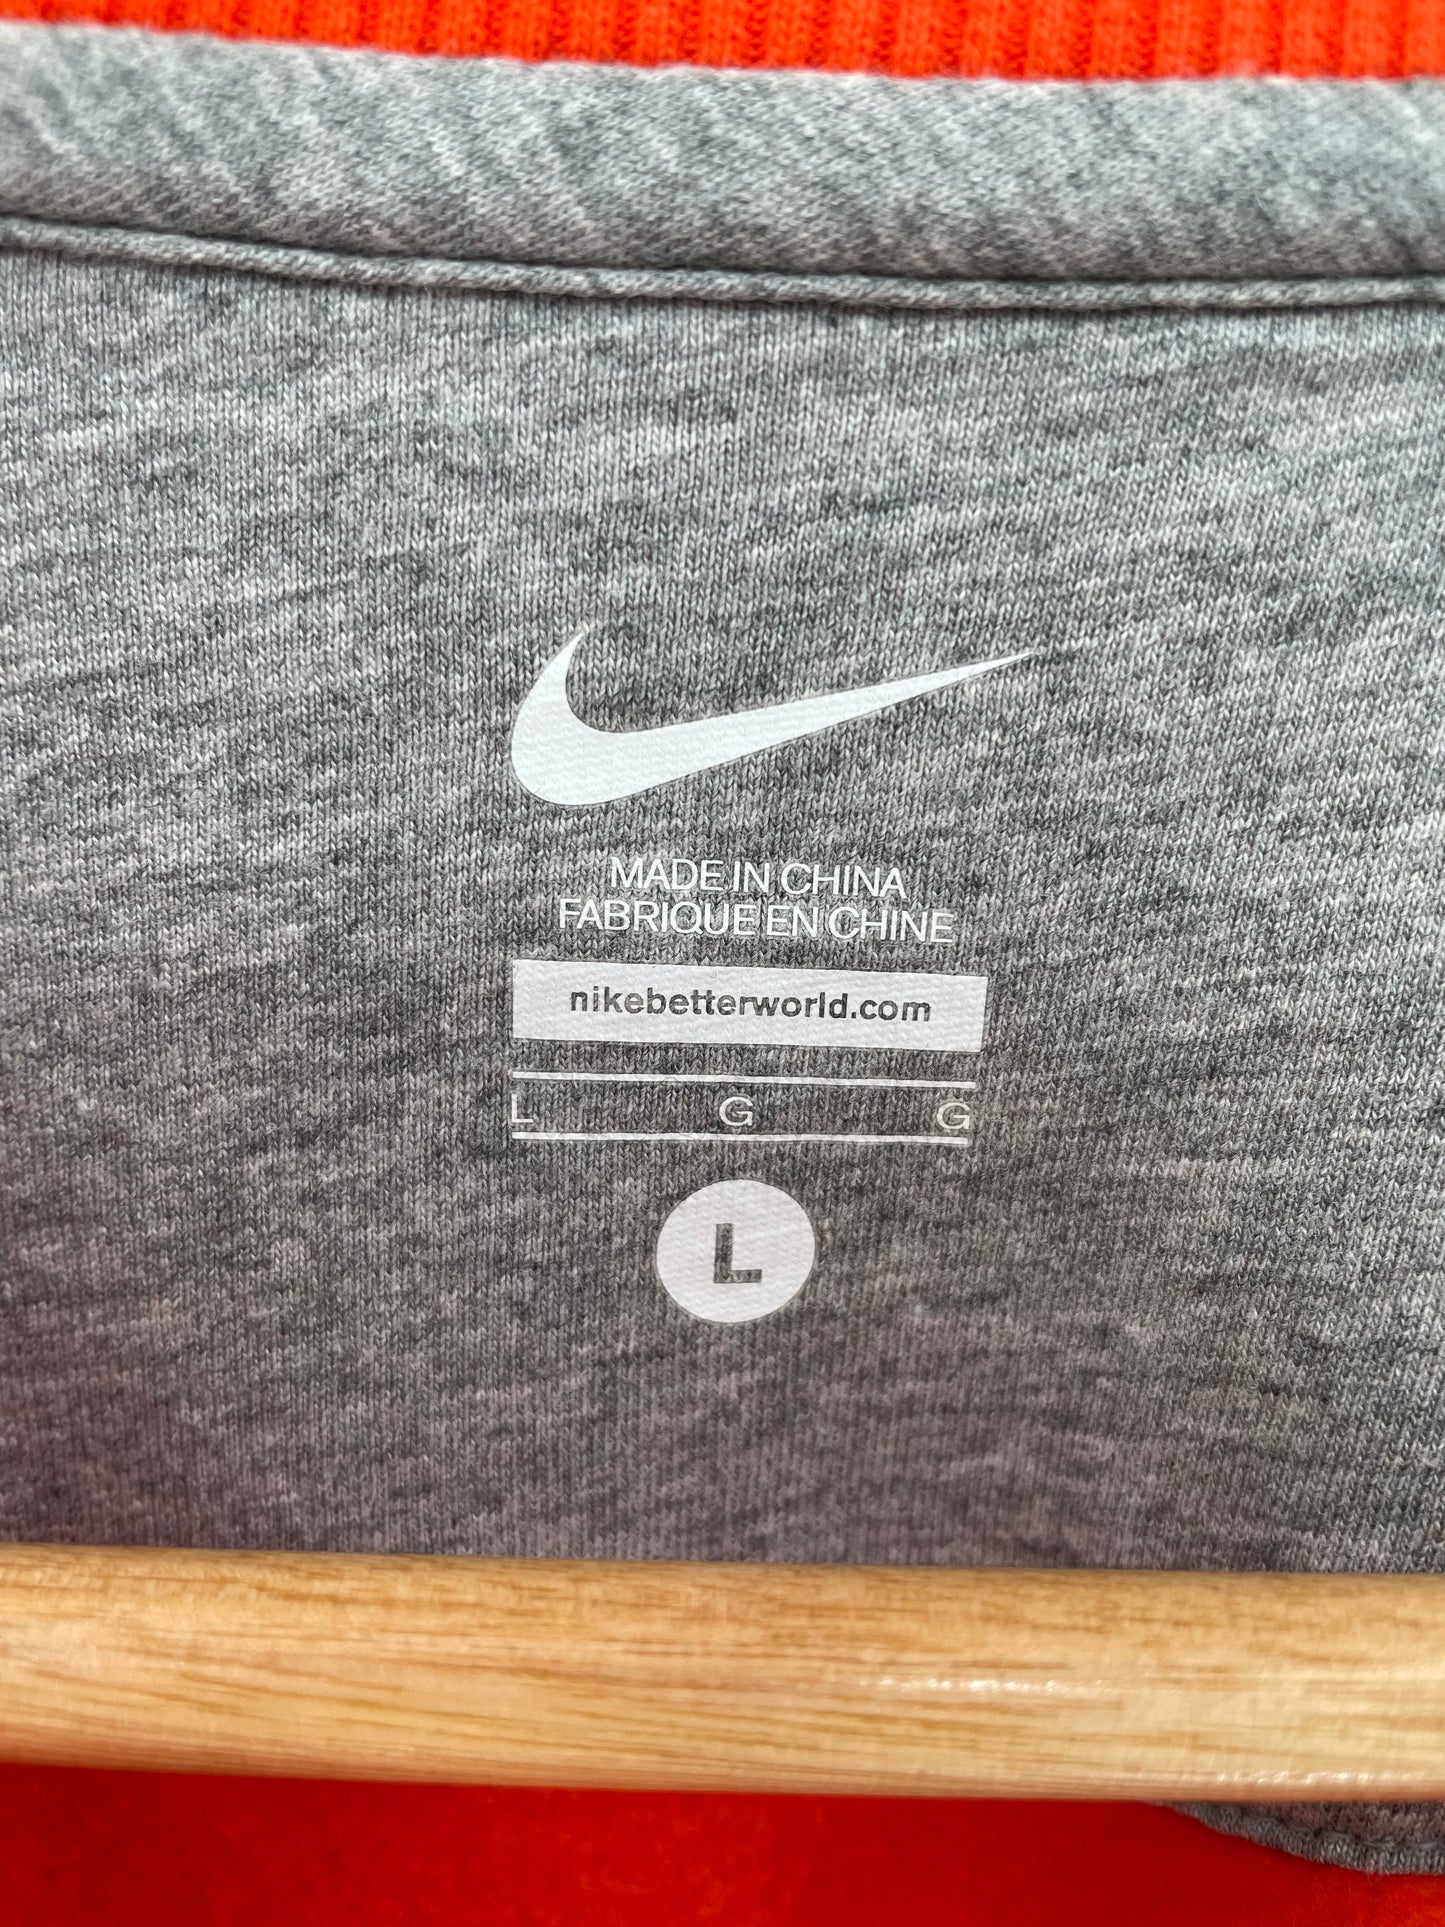 MADE IN CHINA
FABRIQUE EN CHINE
nikebetterworld.com
L G G
L